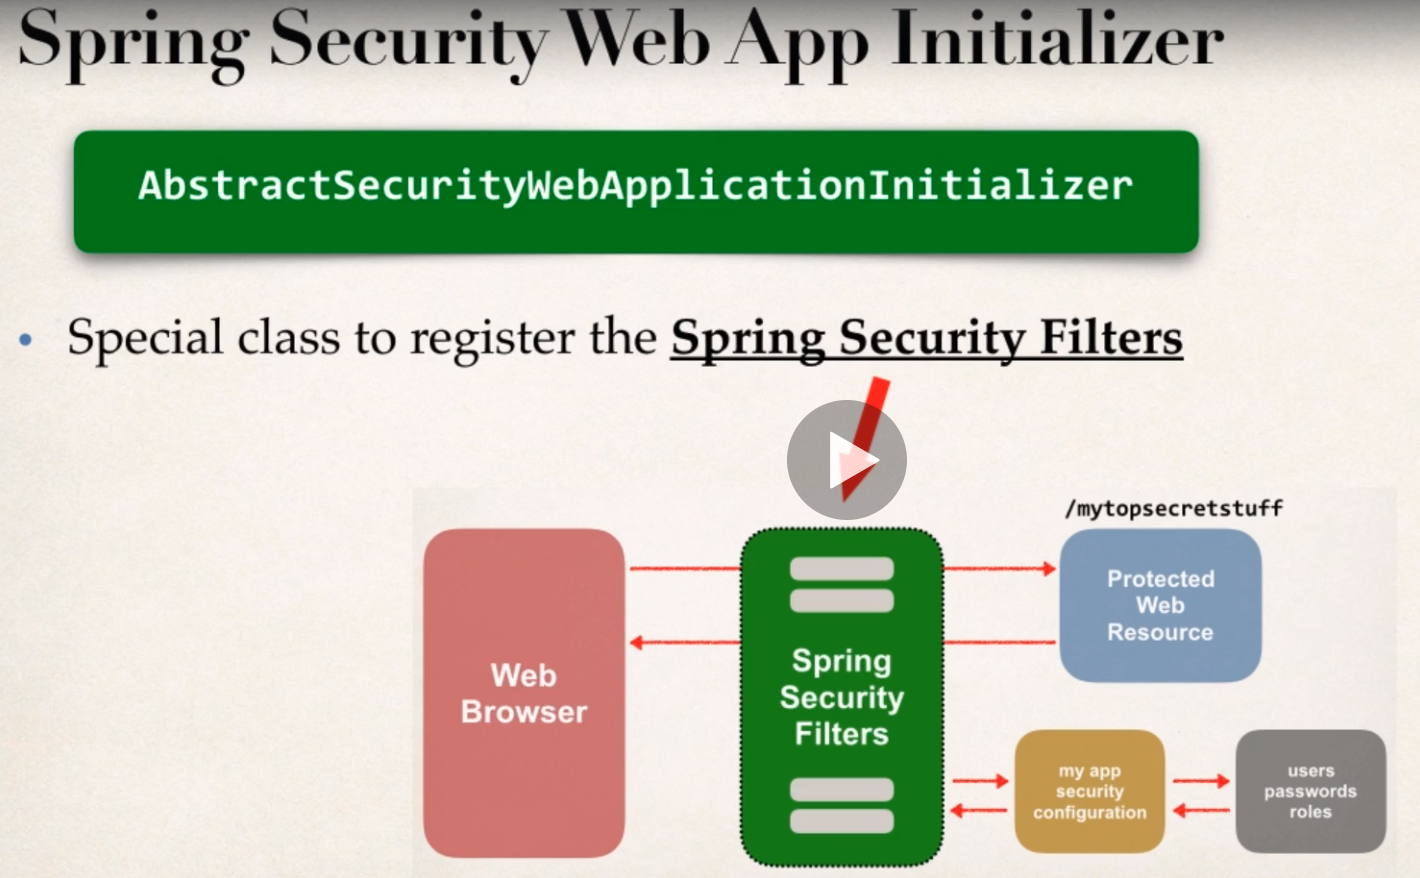 Spring Security Web App Initializer
AbstractSecurityWebApplicationInitializer
• Special class to register the Spring Security Filters
/mytopsecretstuff
Web
Browser
Spring
Security
Filters
Protected
Web
Resource
my app
security
configuration
users
passwords
roles